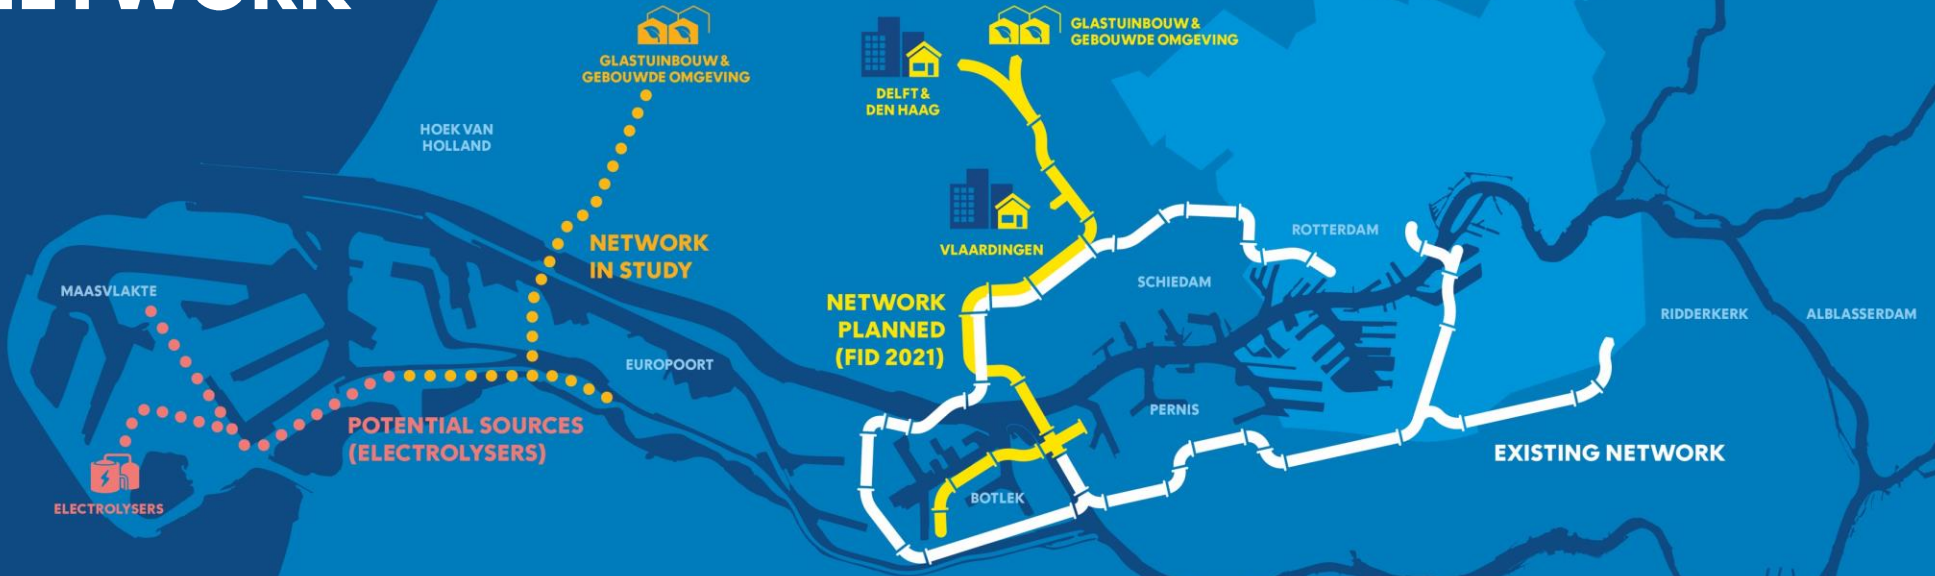 NETWORK
GLASTUINBOUW &
GEBOUWDE OMGEVING
DELFT &
DEN HAAG
GLASTUINBOUW &
GEBOUWDE OMGEVING
HOEK VAN
HOLLAND
VLAARDINGEN
ROTTERDAM
NETWORK
IN STUDY
MAASVLAKTE
SCHIEDAM
NETWORK
PLANNED
(FID 2021)
RIDDERKERK
ALBLASSERDAM
EUROPOORT
PERNIS
POTENTIAL SOURCES
(ELECTROLYSERS)
EXISTING NETWORK
BOTLEK
ELECTROLYSERS